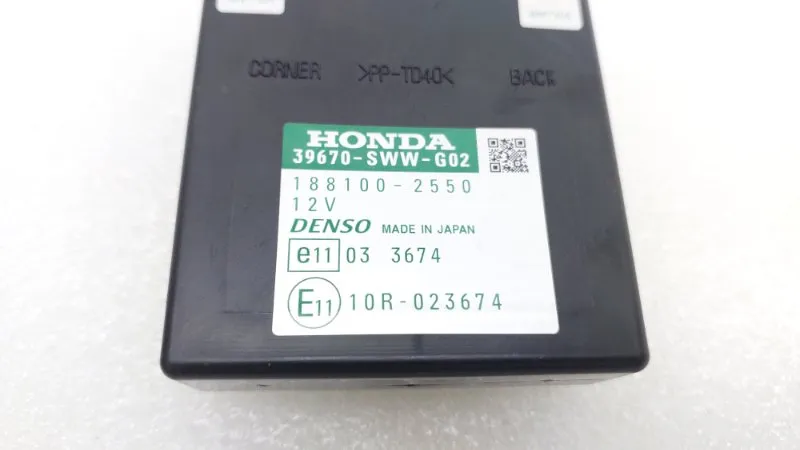 CORNER >PP-TD40< BACK
HONDA
39670-SWW-G02
188100-2550
12V
DENSO MADE IN JAPAN
e11 03 3674
E11 10R-023674